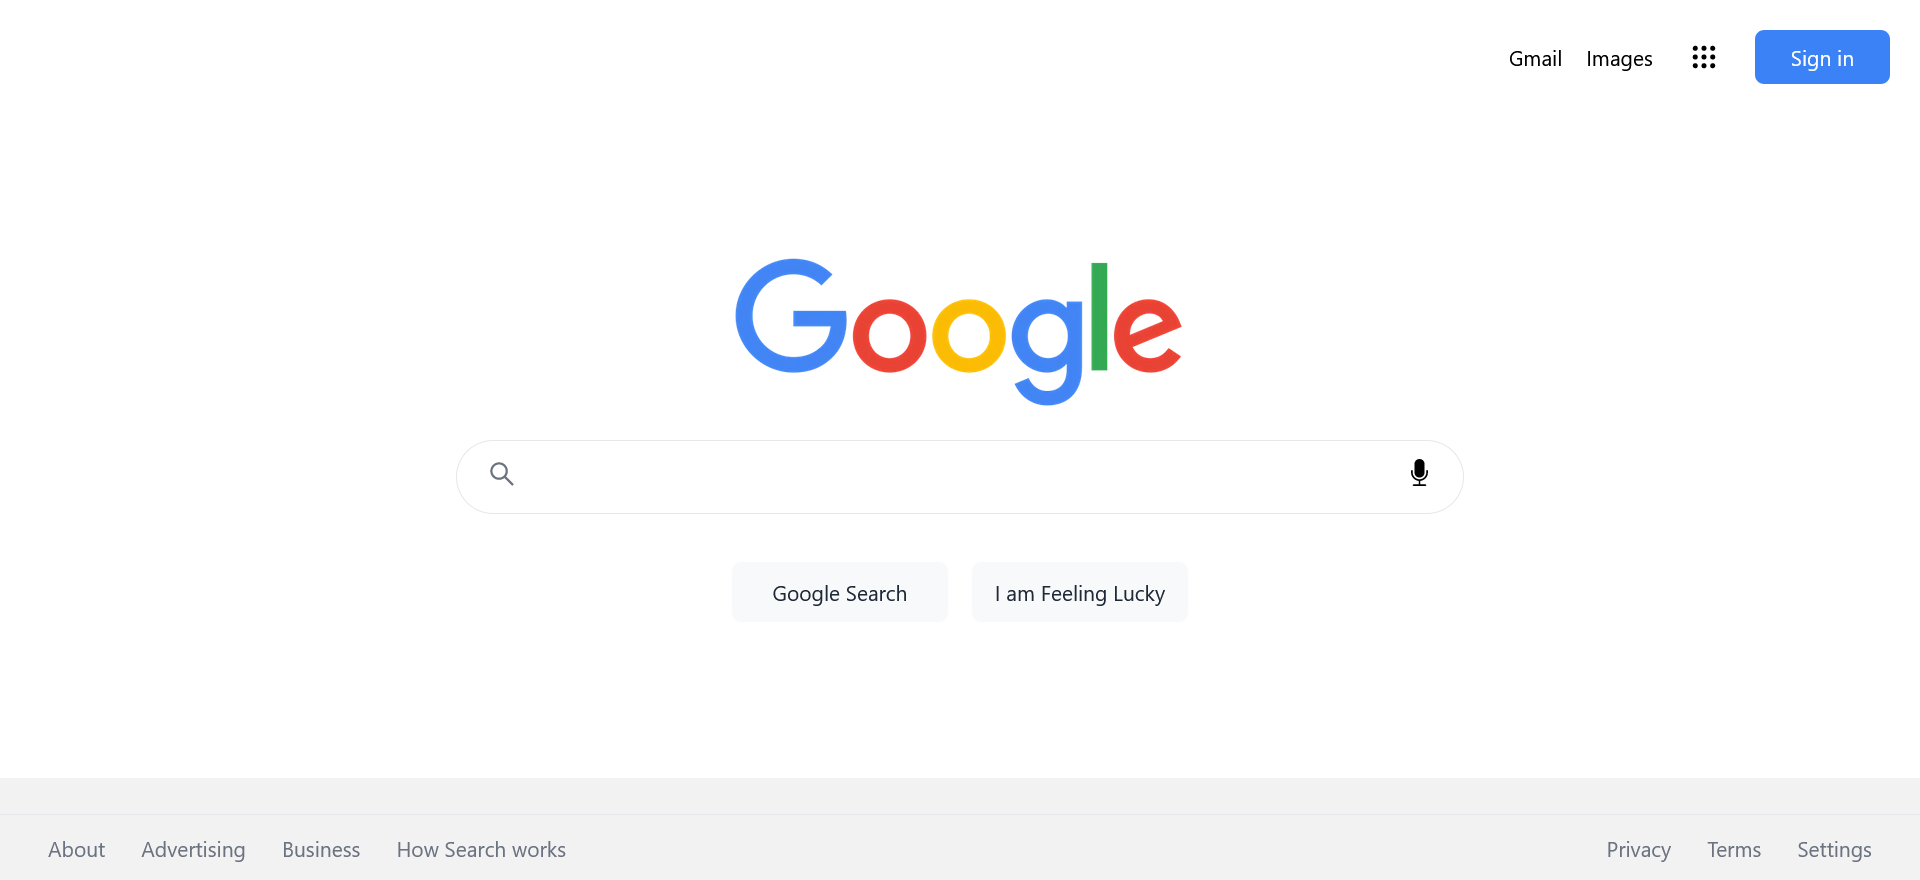 Gmail Images Sign in
Google
Google Search I am Feeling Lucky
About Advertising Business How Search works Privacy Terms Settings